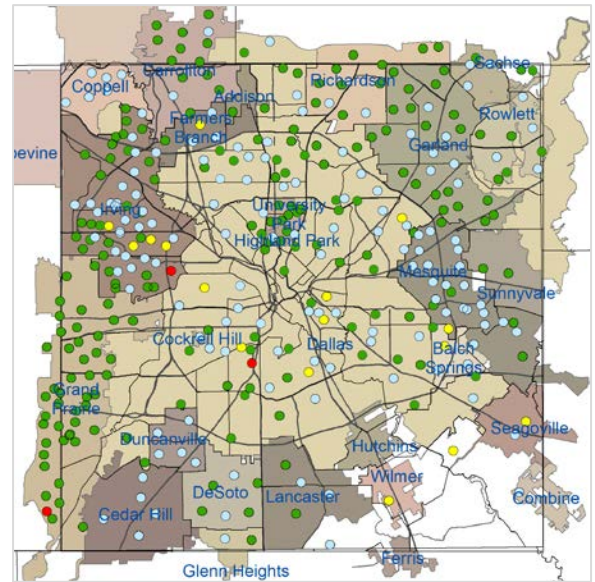 Carrollton
Sachse
Coppell
Addison
Richardson
Farmers
Branch
Rowlett
Garland
Irving
University
Park
Highland Park
Mesquite
Sunnyvale
Cockrell Hill
Dallas
Balch
Springs
Grand
Prairie
Duncanville
Seagoville
Hutchins
DeSoto
Lancaster
Wilmer
Cedar Hill
Combine
Ferris
Glenn Heights